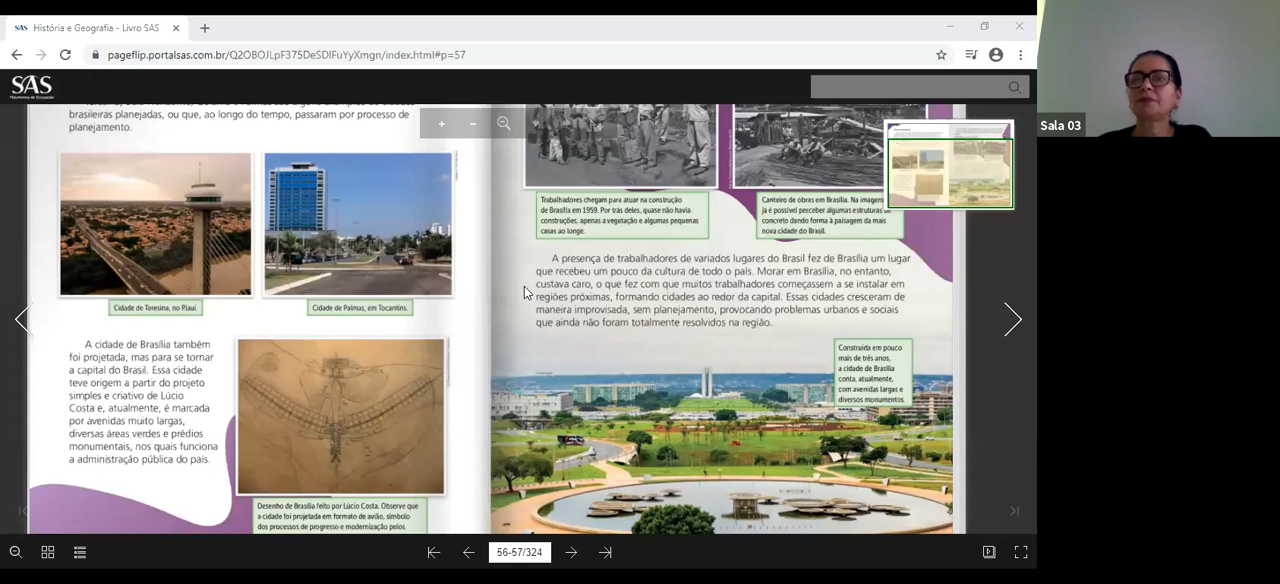 História e Geografia - Livro SAS
pageflip.portalsas.com.br/Q2OBOJLpF375DeSDIFuYyXmgn/index.html#p=57
SAS
Sala 03
brasileiras planejadas, ou que, ao longo do tempo, passaram por processo de
planejamento.
Cidade de Teresina, no Piauí.
Cidade de Palmas, em Tocantins.
A cidade de Brasília também
foi projetada, mas para se tornar
a capital do Brasil. Essa cidade
teve origem a partir do projeto
simples e criativo de Lúcio
Costa e, atualmente, é marcada
por avenidas muito largas,
diversas áreas verdes e prédios
monumentais, nos quais funciona
a administração pública do país.
Desenho de Brasília feito por Lúcio Costa. Observe que
a cidade foi projetada em formato de avião, símbolo
dos processos de progresso e modernização pelos
Trabalhadores chegam para atuar na construção
de Brasília em 1959. Por trás deles, quase não havia
construções, apenas a vegetação e algumas pequenas
casas ao longe.
Canteiro de obras em Brasília. Na imagem
já é possível perceber algumas estruturas de
concreto dando forma à paisagem da mais
nova cidade do Brasil.
A presença de trabalhadores de variados lugares do Brasil fez de Brasília um lugar
que recebeu um pouco da cultura de todo o país. Morar em Brasília, no entanto,
custava caro, o que fez com que muitos trabalhadores começassem a se instalar em
regiões próximas, formando cidades ao redor da capital. Essas cidades cresceram de
maneira improvisada, sem planejamento, provocando problemas urbanos e sociais
que ainda não foram totalmente resolvidos na região.
Construída em pouco
mais de três anos,
a cidade de Brasília
conta, atualmente,
com avenidas largas e
diversos monumentos.
56-57/324